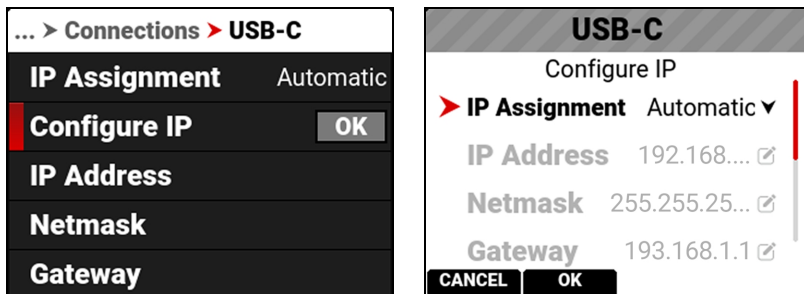 ... > Connections > USB-C
IP Assignment Automatic
Configure IP OK
IP Address
Netmask
Gateway
USB-C
Configure IP
IP Assignment Automatic
IP Address 192.168....
Netmask 255.255.25...
Gateway 193.168.1.1
CANCEL OK